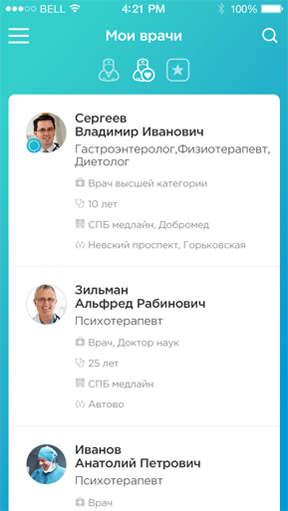 BELL 4:21 PM 100%
Мои врачи
Сергеев
Владимир Иванович
Гастроэнтеролог,Физиотерапевт,
Диетолог
Врач высшей категории
10 лет
СПБ медлайн, Добромед
Невский проспект, Горьковская
Зильман
Альфред Рабинович
Психотерапевт
Врач, Доктор наук
25 лет
СПБ медлайн
Автово
Иванов
Анатолий Петрович
Психотерапевт
Врач